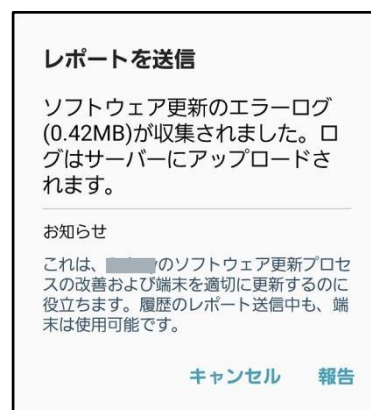 レポートを送信
ソフトウェア更新のエラーログ
(0.42MB)が収集されました。ロ
グはサーバーにアップロードさ
れます。
お知らせ
これは、のソフトウェア更新プロセ
スの改善および端末を適切に更新するのに
役立ちます。履歴のレポート送信中も、端
末は使用可能です。
キャンセル 報告